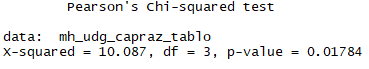 Pearson's Chi-squared test
data:  mh_udg_capraz_tablo
X-squared = 10.087, df = 3, p-value = 0.01784